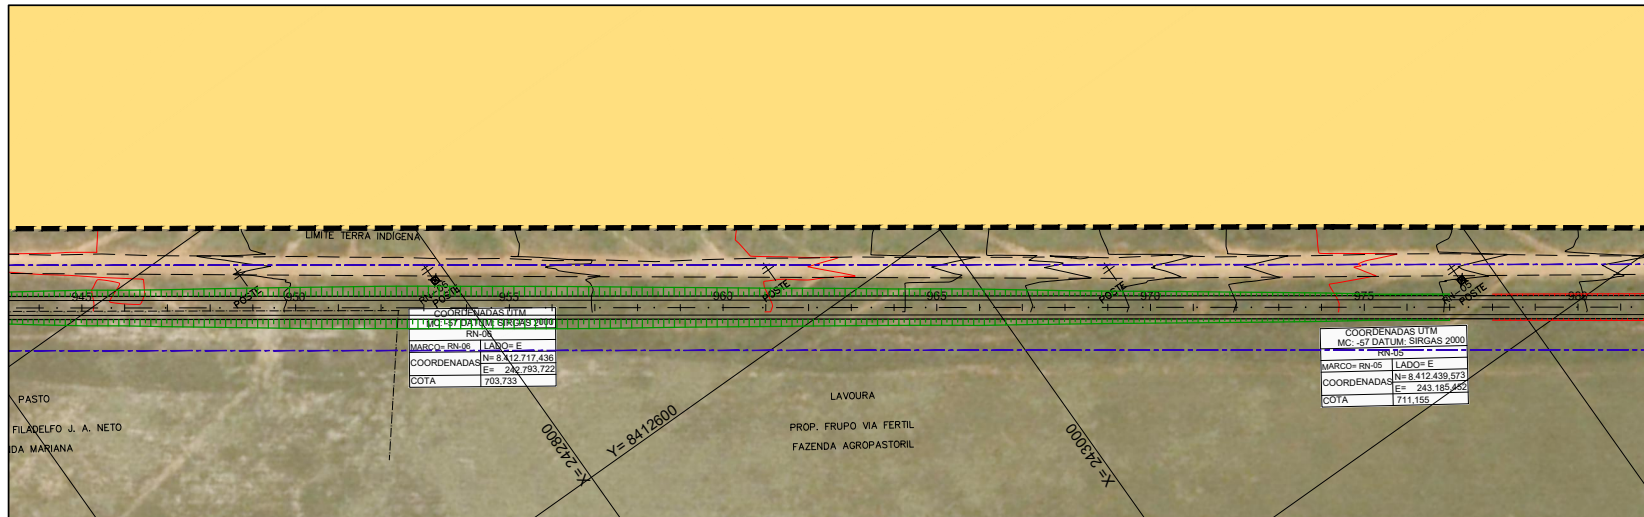 LIMITE TERRA INDÍGENA
945
950
955
960
965
970
975
980
POSTE
RN-06
POSTE
POSTE
POSTE
RN-05
POSTE
COORDENADAS UTM
MC: -57 DATUM: SIRGAS 2000
RN-06
MARCO= RN-06 LADO= E
COORDENADAS N= 8.412.717,436
E= 242.793,722
COTA 703,733
COORDENADAS UTM
MC: -57 DATUM: SIRGAS 2000
RN-05
MARCO= RN-05 LADO= E
COORDENADAS N= 8.412.439,573
E= 243.185,452
COTA 711,155
PASTO
FILADELFO J. A. NETO
DA MARIANA
LAVOURA
PROP. FRUPO VIA FERTIL
FAZENDA AGROPASTORIL
X= 242800
Y= 8412600
X= 243000